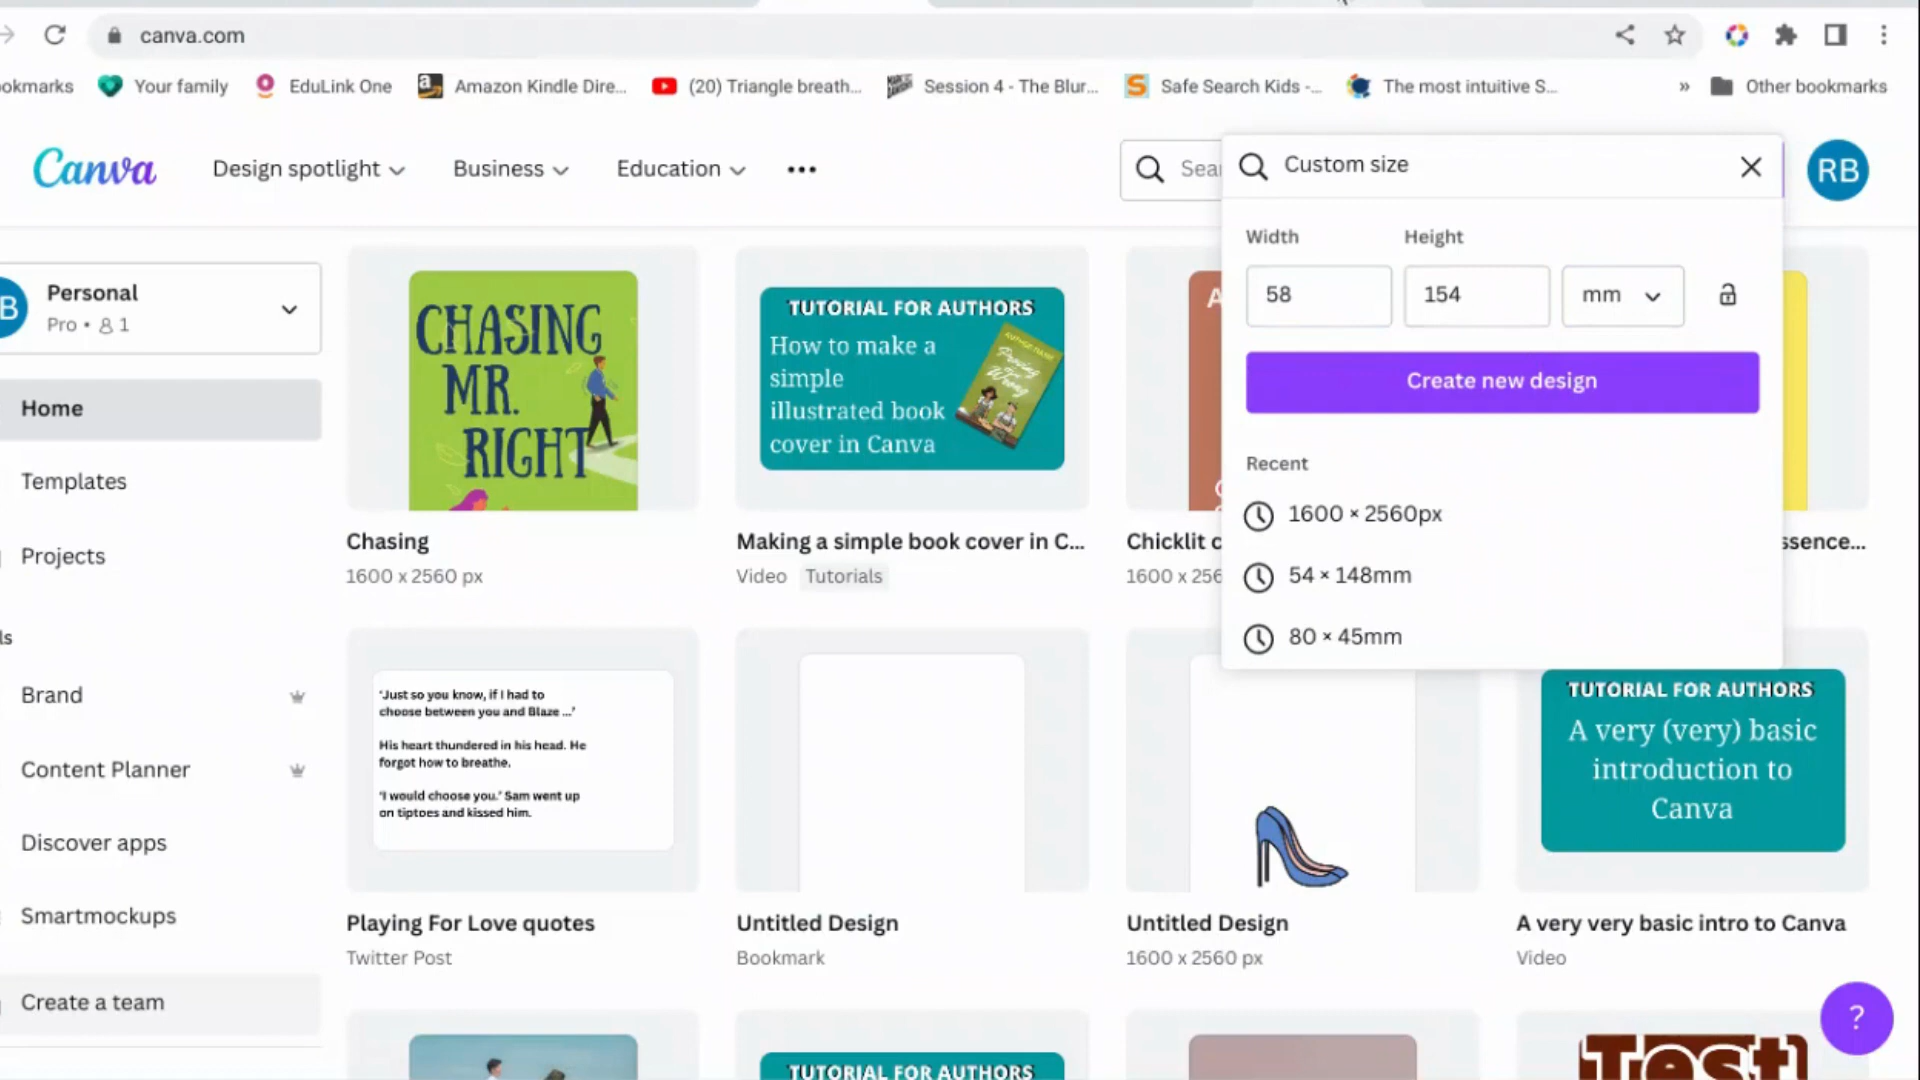 canva.com
okmarks
Your family
EduLink One
Amazon Kindle Dire...
(20) Triangle breath...
Session 4 - The Blur...
Safe Search Kids -...
The most intuitive S...
»
Other bookmarks
Canva
Design spotlight
Business
Education
Sear
Custom size
RB
Width
Height
58
154
mm
Create new design
Recent
1600 × 2560px
54 × 148mm
80 × 45mm
B
Personal
Pro • 1
Home
Templates
Projects
ls
Brand
Content Planner
Discover apps
Smartmockups
Create a team
CHASING
MR.
RIGHT
Chasing
1600 x 2560 px
TUTORIAL FOR AUTHORS
How to make a
simple
illustrated book
cover in Canva
Making a simple book cover in C...
Video
Tutorials
A
Chicklit c
1600 x 256
ssence...
'Just so you know, if I had to
choose between you and Blaze ...'
His heart thundered in his head. He
forgot how to breathe.
'I would choose you.' Sam went up
on tiptoes and kissed him.
Playing For Love quotes
Twitter Post
Untitled Design
Bookmark
Untitled Design
1600 x 2560 px
TUTORIAL FOR AUTHORS
A very (very) basic
introduction to
Canva
A very very basic intro to Canva
Video
?
TUTORIAL FOR AUTHORS
Test